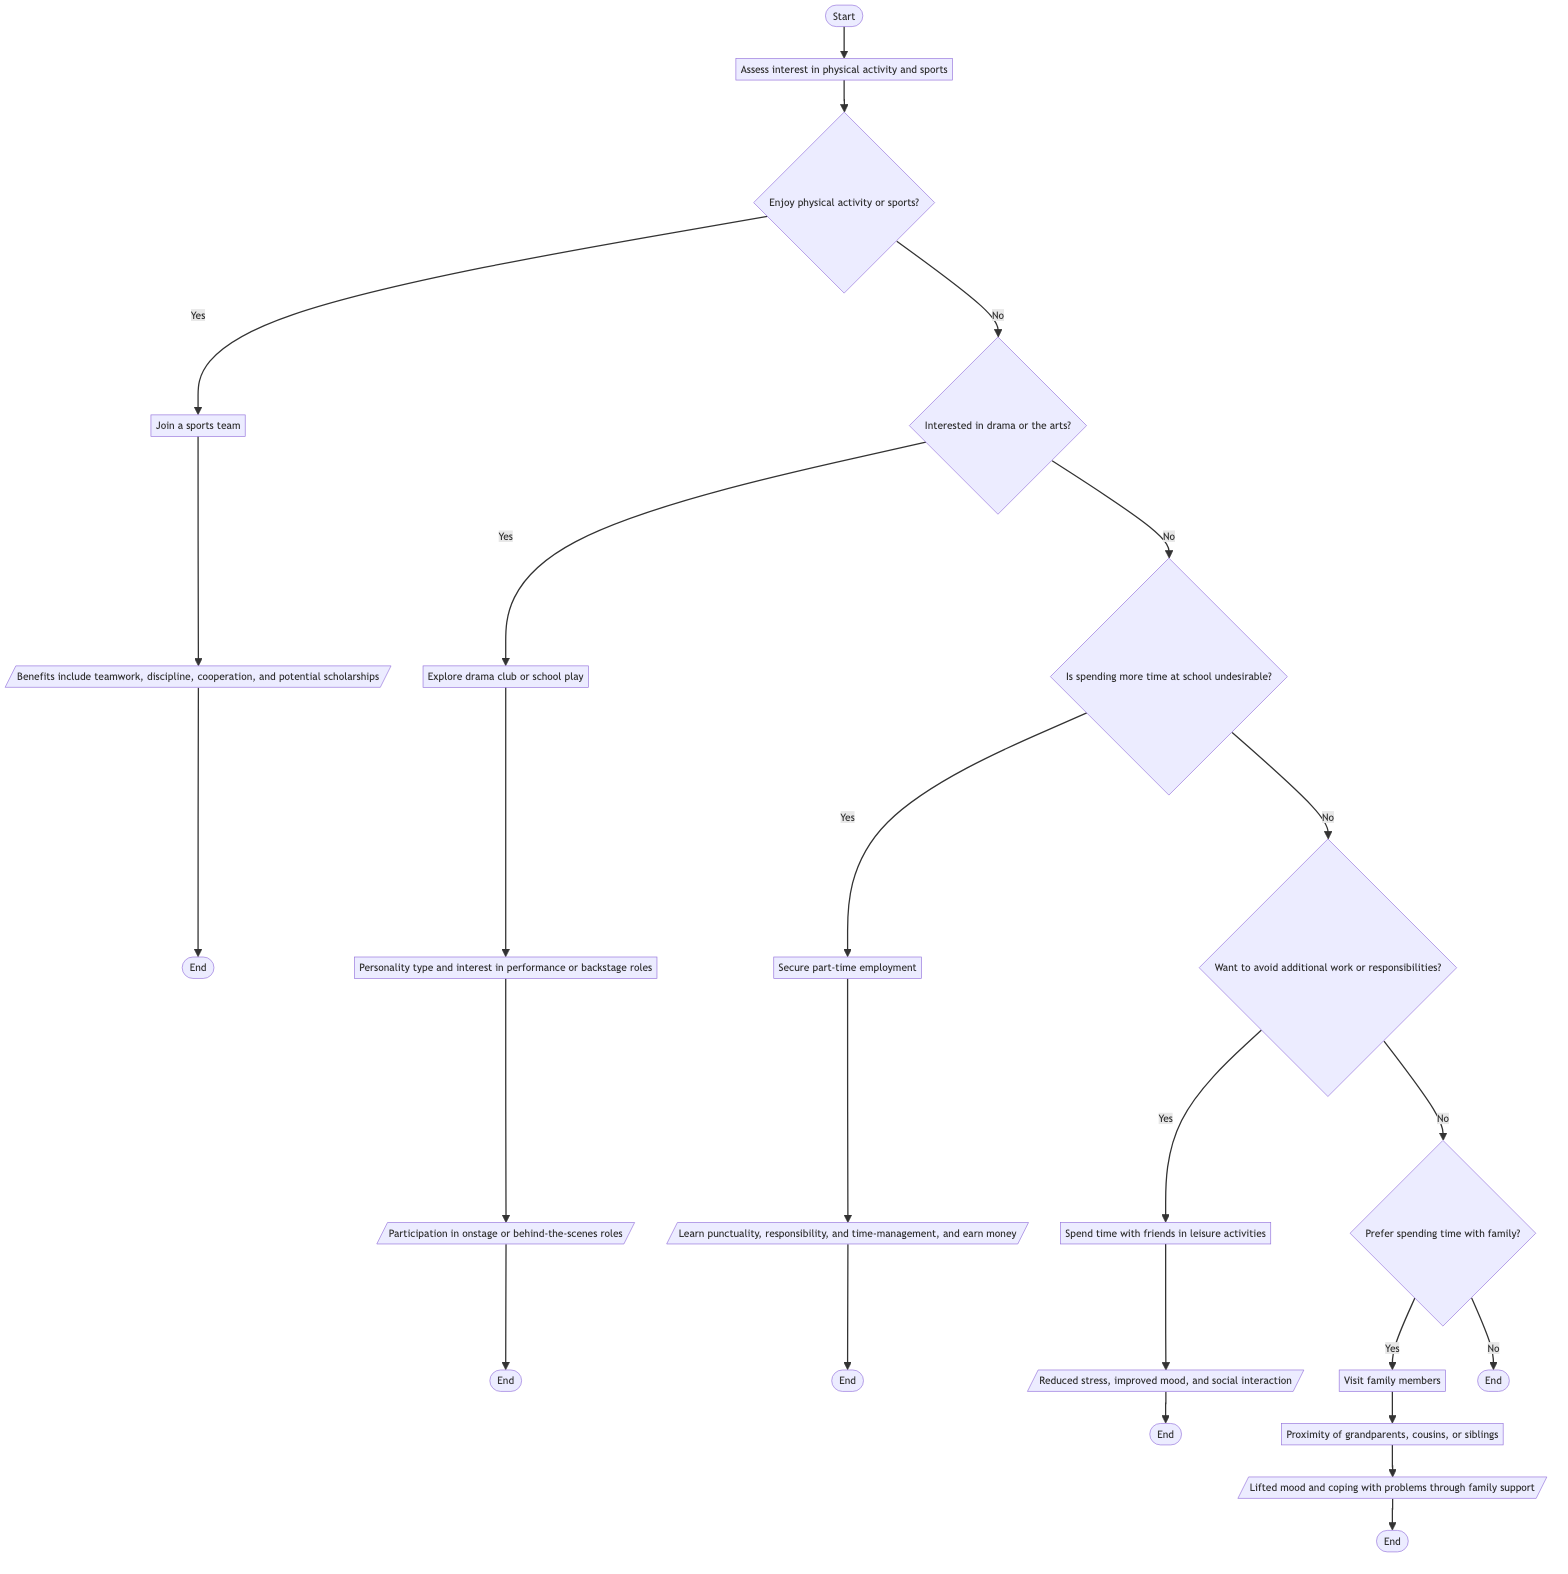 Start
Assess interest in physical activity and sports
Enjoy physical activity or sports?
Yes
No
Join a sports team
Interested in drama or the arts?
Yes
No
Benefits include teamwork, discipline, cooperation, and potential scholarships
Explore drama club or school play
Is spending more time at school undesirable?
Yes
No
End
Personality type and interest in performance or backstage roles
Secure part-time employment
Want to avoid additional work or responsibilities?
Yes
No
Participation in onstage or behind-the-scenes roles
Learn punctuality, responsibility, and time-management, and earn money
Spend time with friends in leisure activities
Prefer spending time with family?
Yes
No
End
End
Reduced stress, improved mood, and social interaction
Visit family members
End
End
Proximity of grandparents, cousins, or siblings
Lifted mood and coping with problems through family support
End